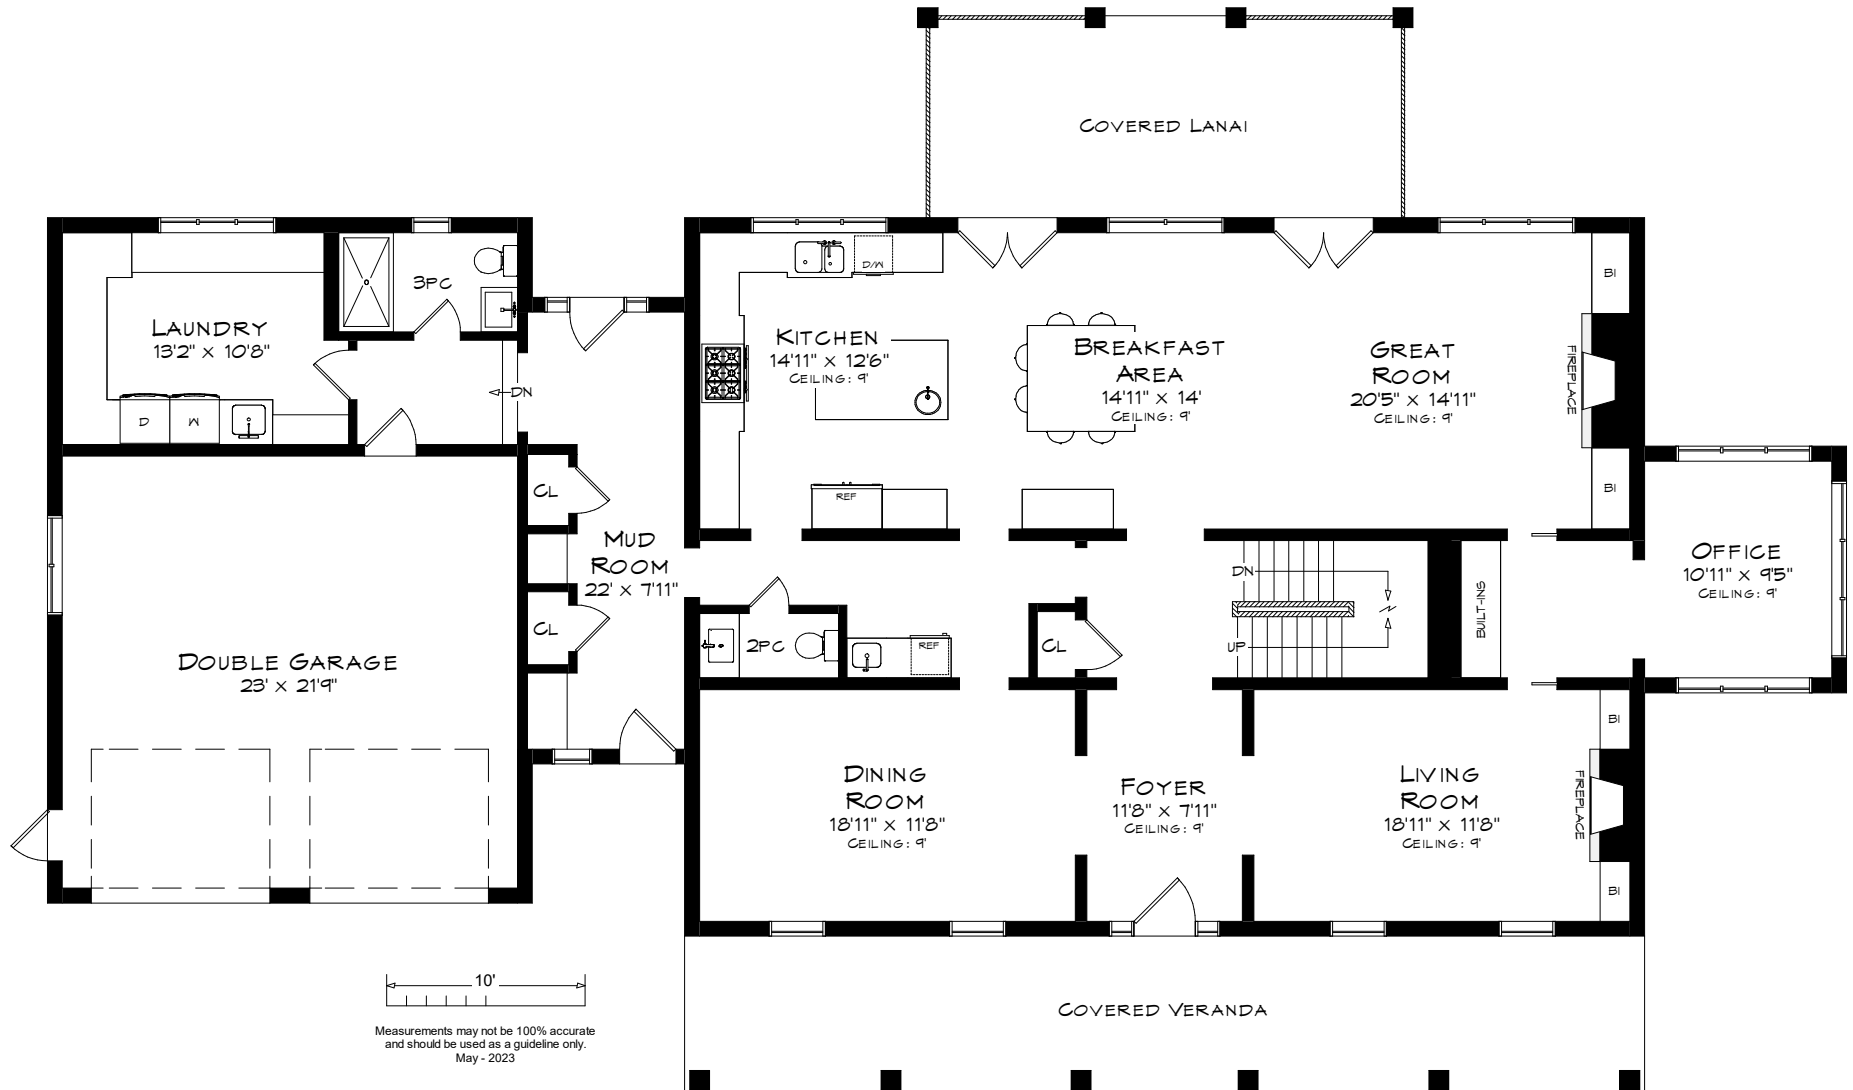 COVERED LANAI
3PC
LAUNDRY
13'2" x 10'8"
D
W
DN
D/W
KITCHEN
14'11" x 12'6"
CEILING: 9'
REF
BREAKFAST
AREA
14'11" x 14'
CEILING: 9'
GREAT
ROOM
20'5" x 14'11"
CEILING: 9'
BI
FIREPLACE
BI
CL
MUD
ROOM
22' x 7'11"
CL
DOUBLE GARAGE
23' x 21'9"
2PC
REF
CL
DN
UP
BUILT-INS
OFFICE
10'11" x 9'5"
CEILING: 9'
DINING
ROOM
18'11" x 11'8"
CEILING: 9'
FOYER
11'8" x 7'11"
CEILING: 9'
LIVING
ROOM
18'11" x 11'8"
CEILING: 9'
BI
FIREPLACE
BI
10'
Measurements may not be 100% accurate
and should be used as a guideline only.
May - 2023
COVERED VERANDA